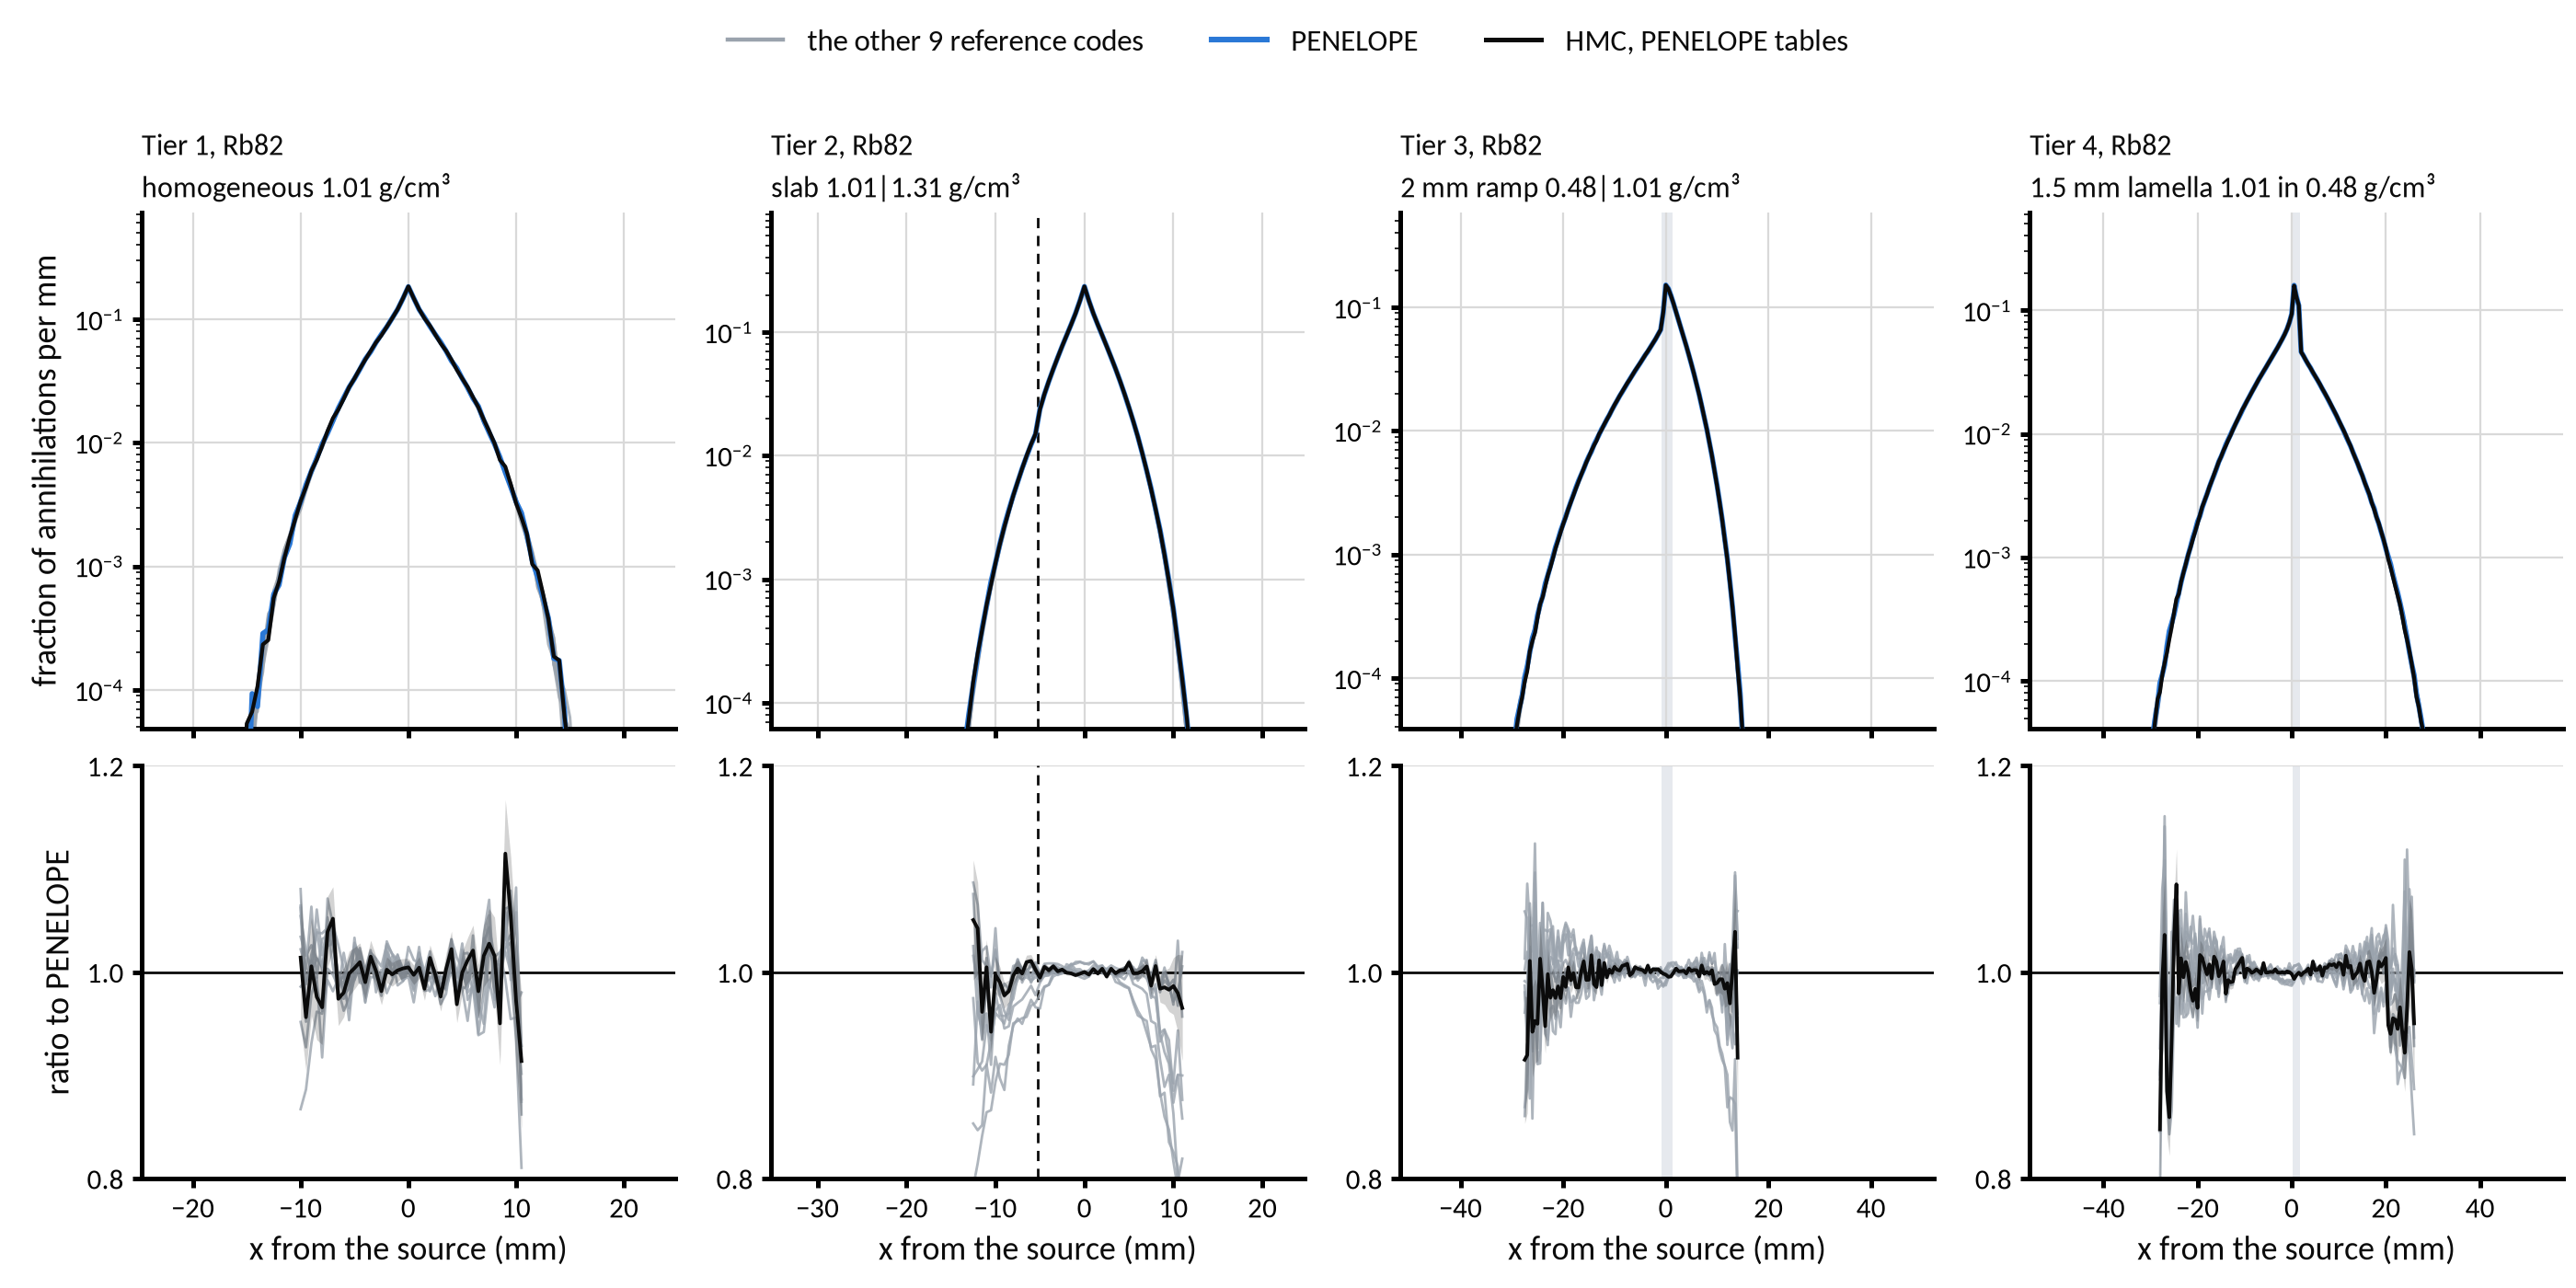 the other 9 reference codes
PENELOPE
HMC, PENELOPE tables
Tier 1, Rb82
homogeneous 1.01 g/cm³
Tier 2, Rb82
slab 1.01|1.31 g/cm³
Tier 3, Rb82
2 mm ramp 0.48|1.01 g/cm³
Tier 4, Rb82
1.5 mm lamella 1.01 in 0.48 g/cm³
fraction of annihilations per mm
10⁻¹
10⁻²
10⁻³
10⁻⁴
10⁻¹
10⁻²
10⁻³
10⁻⁴
10⁻¹
10⁻²
10⁻³
10⁻⁴
10⁻¹
10⁻²
10⁻³
10⁻⁴
ratio to PENELOPE
1.2
1.0
0.8
1.2
1.0
0.8
1.2
1.0
0.8
1.2
1.0
0.8
−20 −10 0 10 20
−30 −20 −10 0 10 20
−40 −20 0 20 40
−40 −20 0 20 40
x from the source (mm)
x from the source (mm)
x from the source (mm)
x from the source (mm)